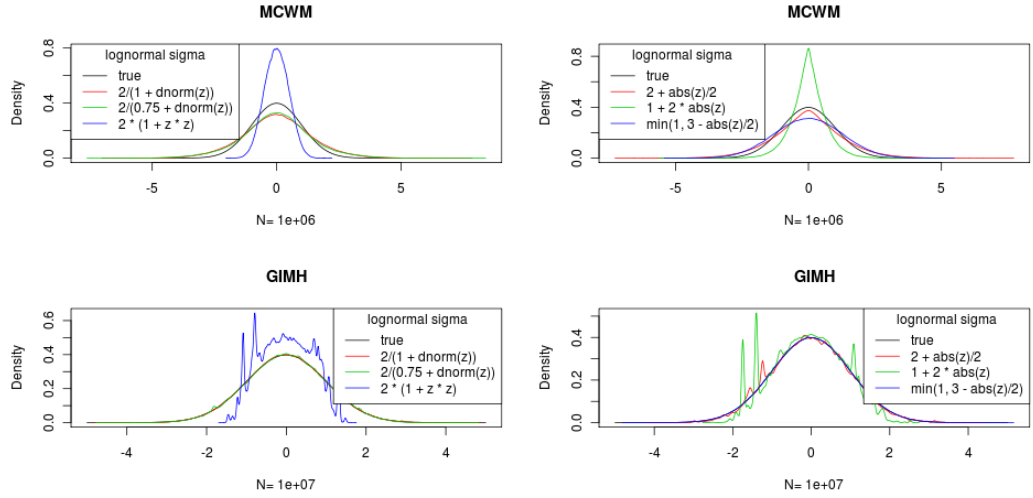 MCWM
lognormal sigma
true
2/(1 + dnorm(z))
2/(0.75 + dnorm(z))
2 * (1 + z * z)
Density
0.0
0.4
0.8
-5
0
5
N= 1e+06
MCWM
lognormal sigma
true
2 + abs(z)/2
1 + 2 * abs(z)
min(1, 3 - abs(z)/2)
Density
0.0
0.4
0.8
-5
0
5
N= 1e+06
GIMH
lognormal sigma
true
2/(1 + dnorm(z))
2/(0.75 + dnorm(z))
2 * (1 + z * z)
Density
0.0
0.2
0.4
0.6
-4
-2
0
2
4
N= 1e+07
GIMH
lognormal sigma
true
2 + abs(z)/2
1 + 2 * abs(z)
min(1, 3 - abs(z)/2)
Density
0.0
0.2
0.4
-4
-2
0
2
4
N= 1e+07